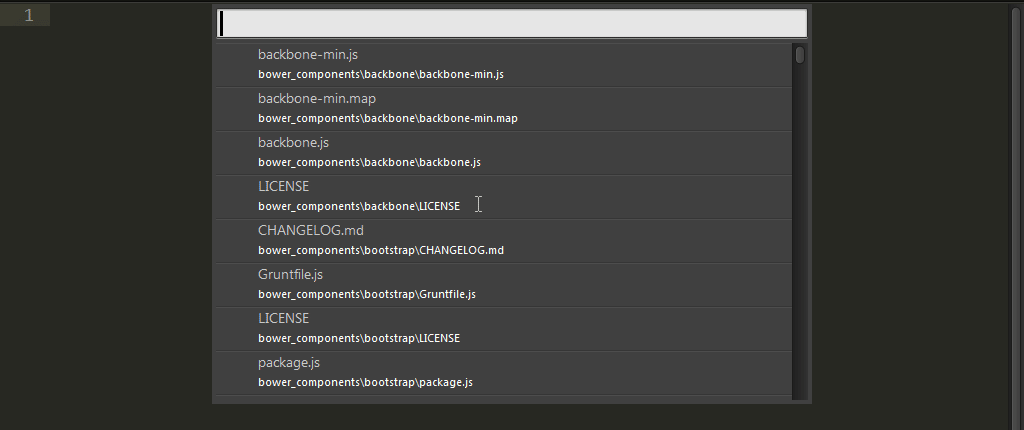 1
backbone-min.js
bower_components\backbone\backbone-min.js
backbone-min.map
bower_components\backbone\backbone-min.map
backbone.js
bower_components\backbone\backbone.js
LICENSE
bower_components\backbone\LICENSE
CHANGELOG.md
bower_components\bootstrap\CHANGELOG.md
Gruntfile.js
bower_components\bootstrap\Gruntfile.js
LICENSE
bower_components\bootstrap\LICENSE
package.js
bower_components\bootstrap\package.js